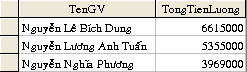 TenGV TongTienLuong
Nguyễn Lê Bích Dung 6615000
Nguyễn Lương Anh Tuấn 5355000
Nguyễn Nghĩa Phương 3969000